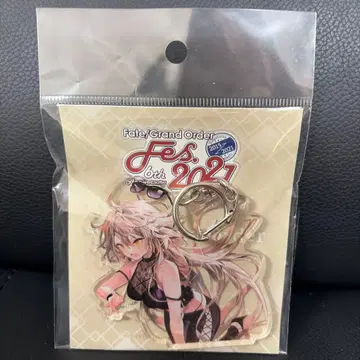 Fate/Grand Order
Fes.
2015
2021
6th
2021